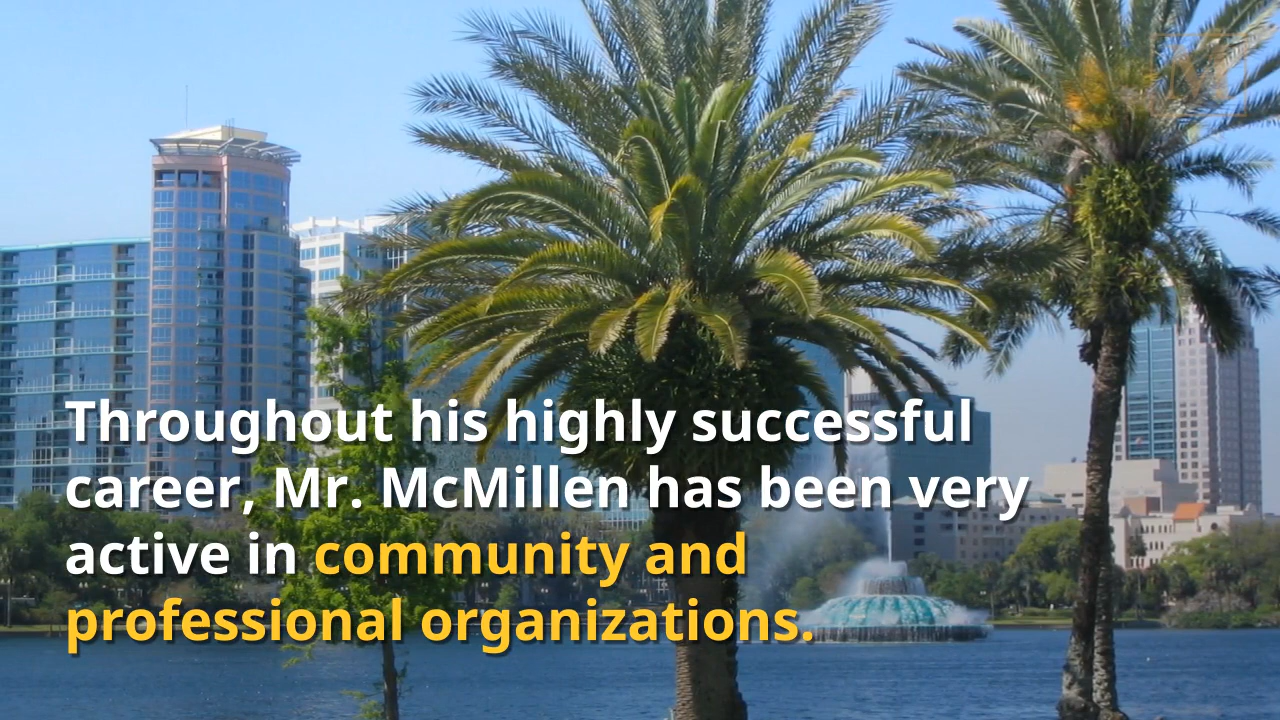 Throughout his highly successful
career, Mr. McMillen has been very
active in community and
professional organizations.